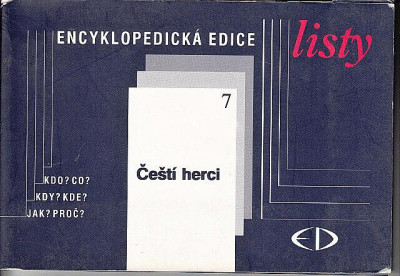 ENCYKLOPEDICKÁ EDICE
listy
7
Čeští herci
KDO? CO?
KDY? KDE?
JAK? PROČ?
ED